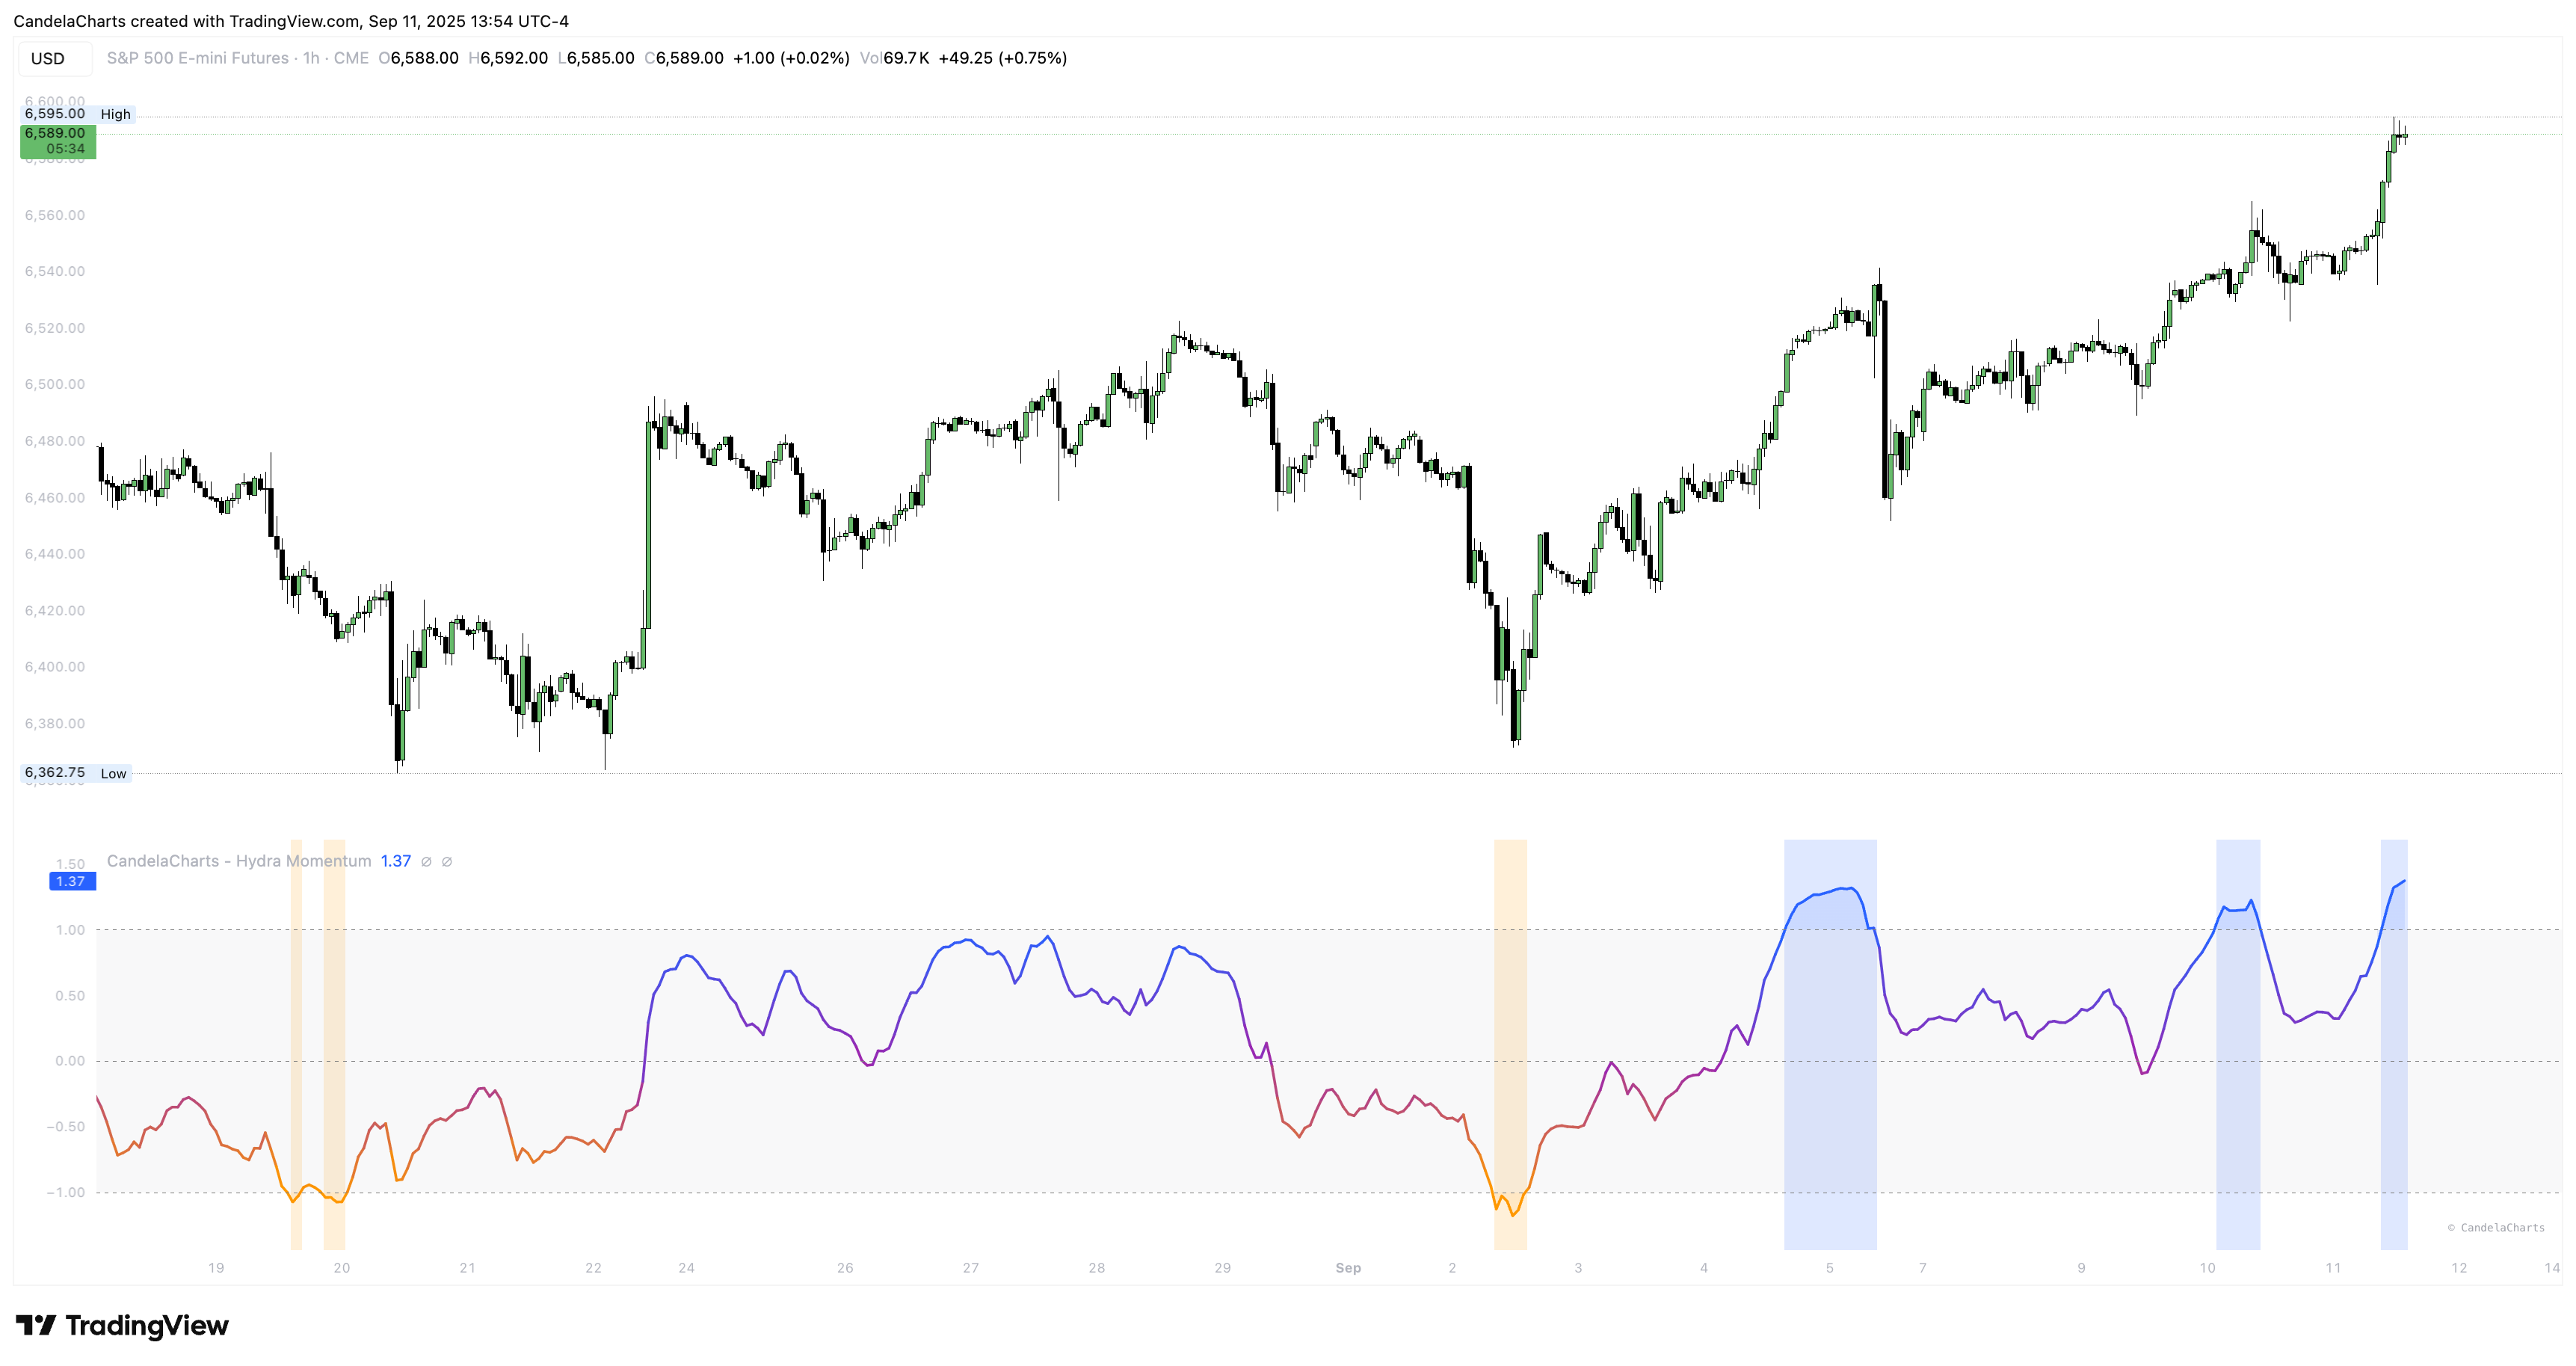 CandelaCharts created with TradingView.com, Sep 11, 2025 13:54 UTC-4
USD
S&P 500 E-mini Futures · 1h · CME O6,588.00 H6,592.00 L6,585.00 C6,589.00 +1.00 (+0.02%) Vol69.7K +49.25 (+0.75%)
6,600.00
6,595.00 High
6,589.00
05:34
6,560.00
6,540.00
6,520.00
6,500.00
6,480.00
6,460.00
6,440.00
6,420.00
6,400.00
6,380.00
6,362.75 Low
1.50
CandelaCharts - Hydra Momentum 1.37 ∅ ∅
1.37
1.00
0.50
0.00
−0.50
−1.00
© CandelaCharts
19 20 21 22 24 26 27 28 29 Sep 2 3 4 5 7 9 10 11 12 14
TradingView